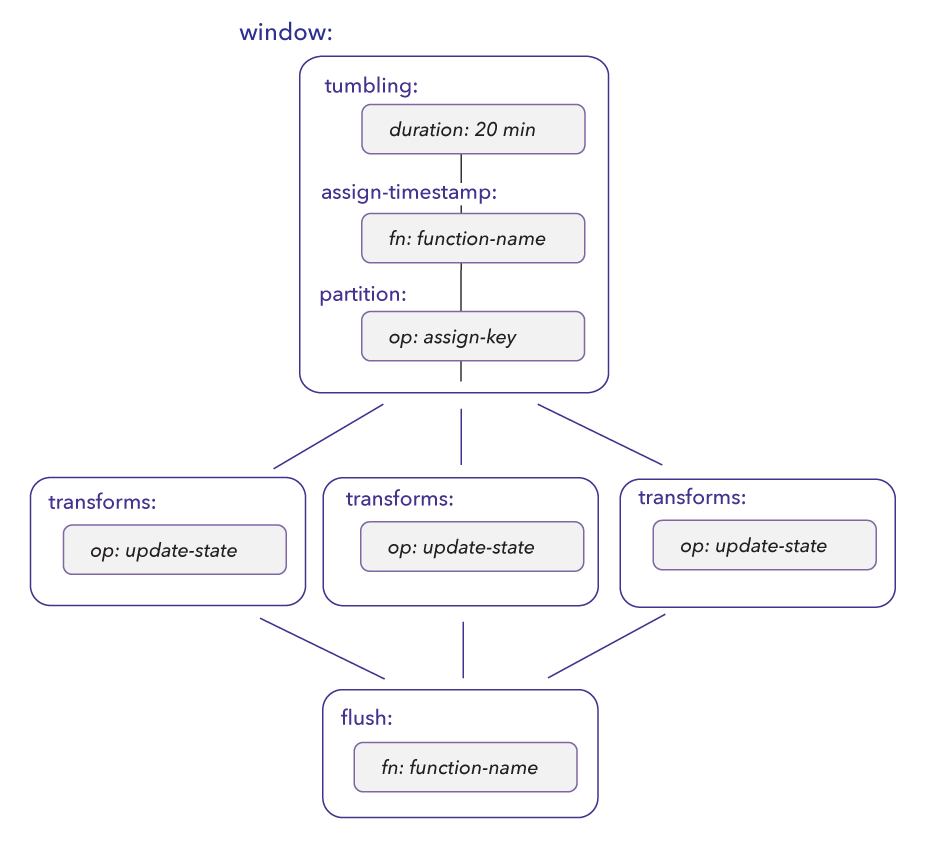 window:
tumbling:
duration: 20 min
assign-timestamp:
fn: function-name
partition:
op: assign-key
transforms:
op: update-state
transforms:
op: update-state
transforms:
op: update-state
flush:
fn: function-name